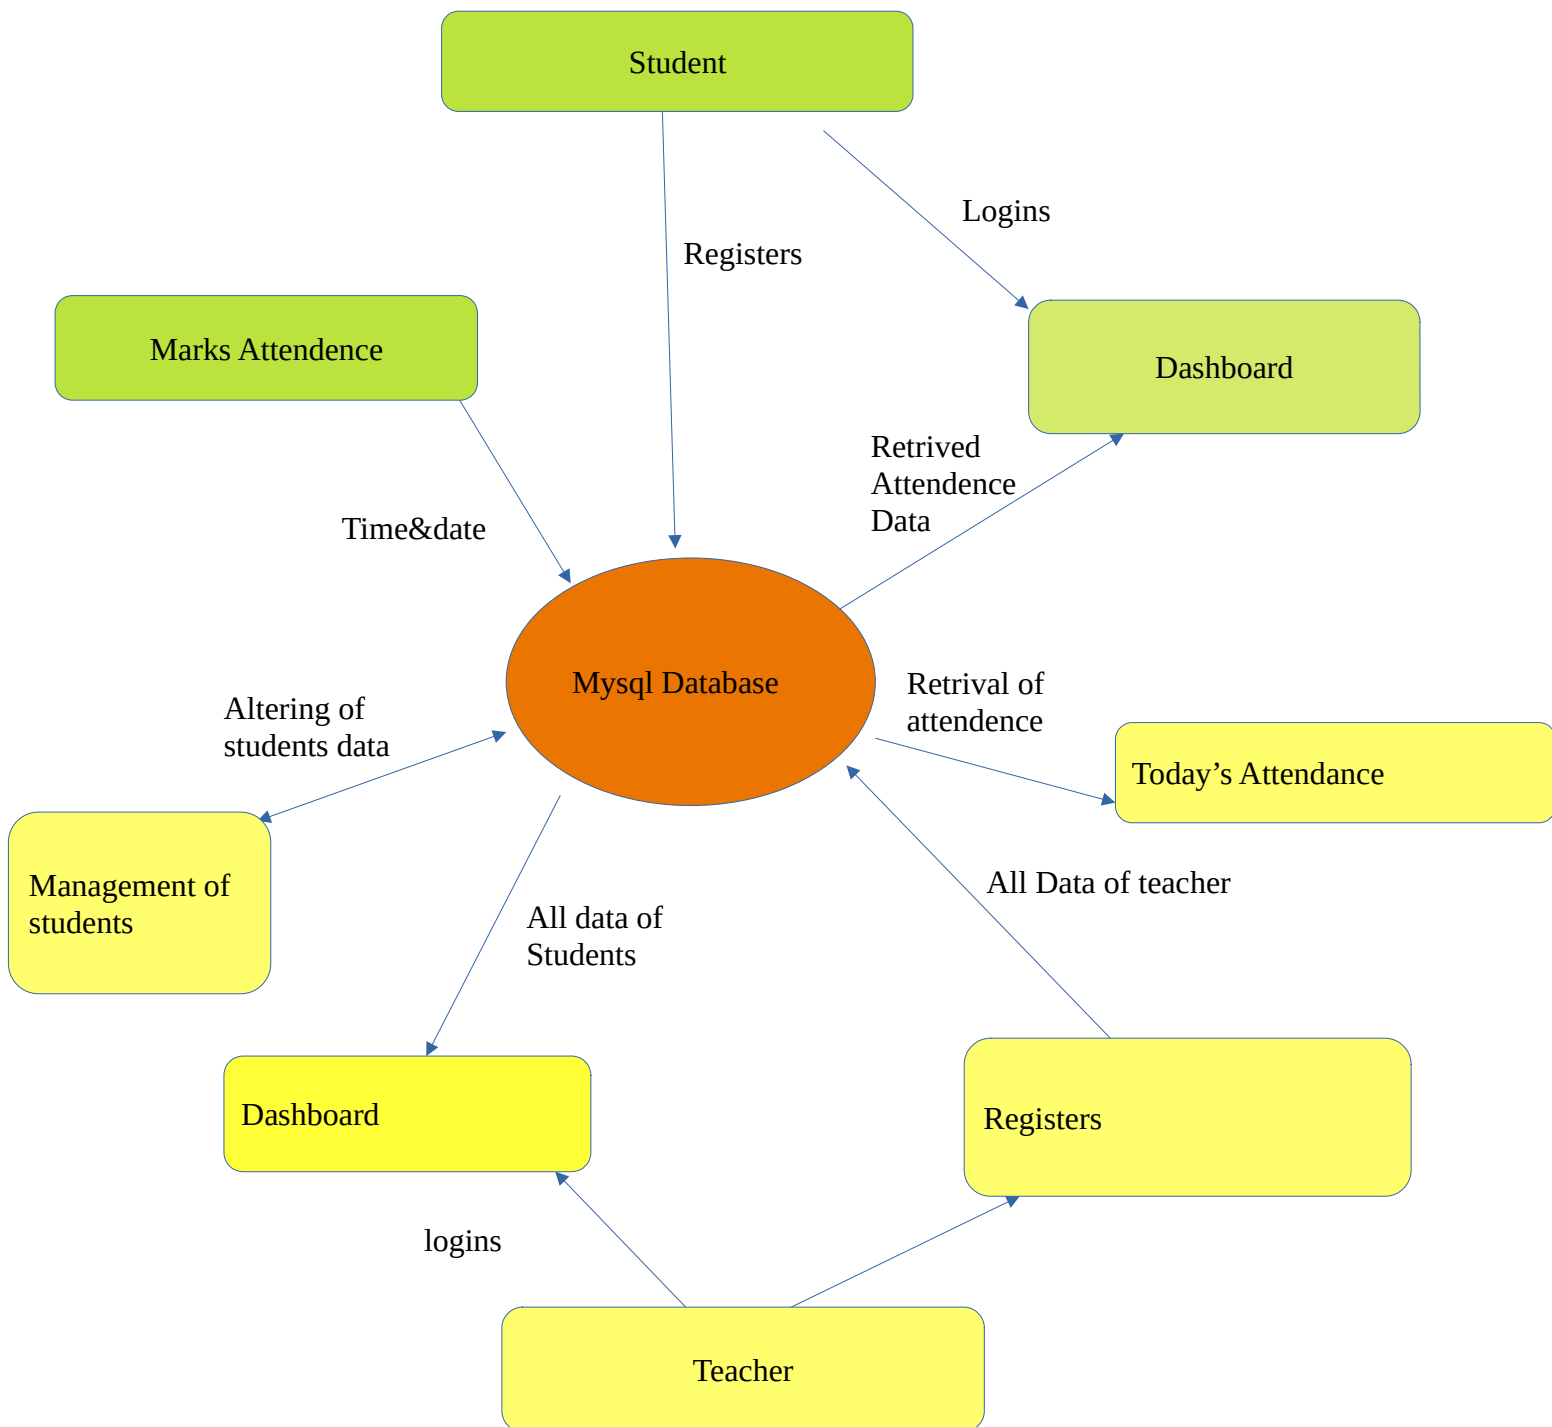 Student
Logins
Registers
Marks Attendence
Dashboard
Retrived
Attendence
Data
Time&date
Mysql Database
Retrival of
attendence
Altering of
students data
Today’s Attendance
Management of
students
All Data of teacher
All data of
Students
Dashboard
Registers
logins
Teacher